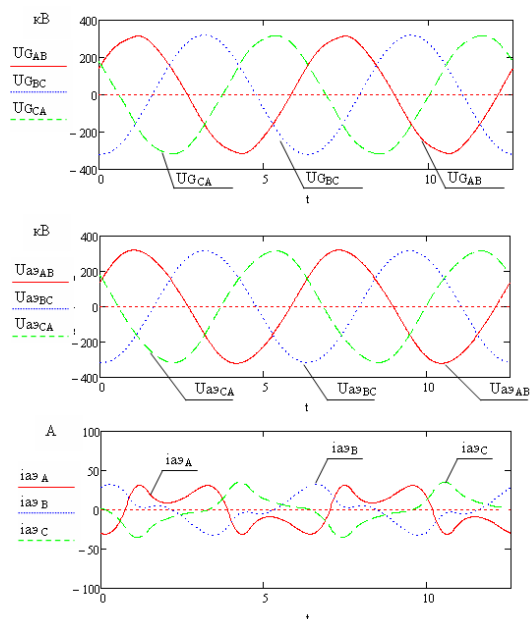 кВ
400
UG_AB
200
UG_BC
0
UG_CA
− 200
− 400
0
5
10
t
UG_CA
UG_BC
UG_AB
кВ
400
Uаэ_AB
200
Uаэ_BC
0
Uаэ_CA
− 200
− 400
0
5
10
t
Uаэ_CA
Uаэ_BC
Uаэ_AB
А
100
50
iаэ_A
0
iаэ_B
− 50
iаэ_C
− 100
0
5
10
t
iаэ_A
iаэ_B
iаэ_C